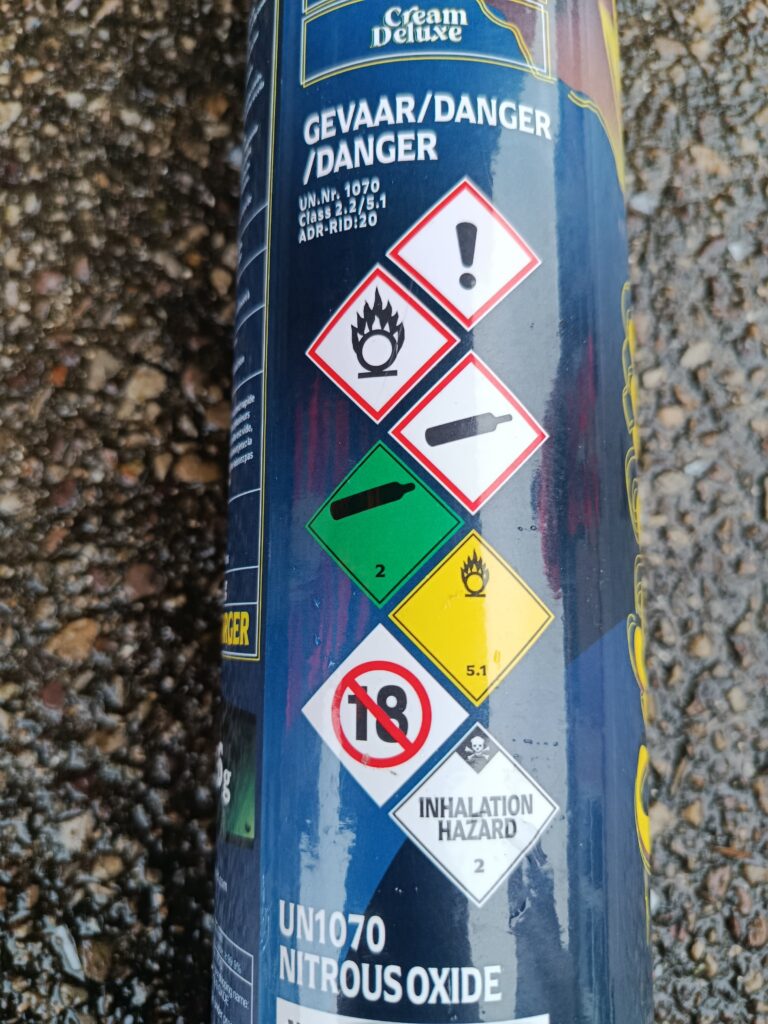 Cream
Deluxe
GEVAAR/DANGER
/DANGER
UN.Nr. 1070
Class 2.2/5.1
ADR-RID:20
2
5.1
18
INHALATION
HAZARD
2
RGER
g
UN1070
NITROUS OXIDE